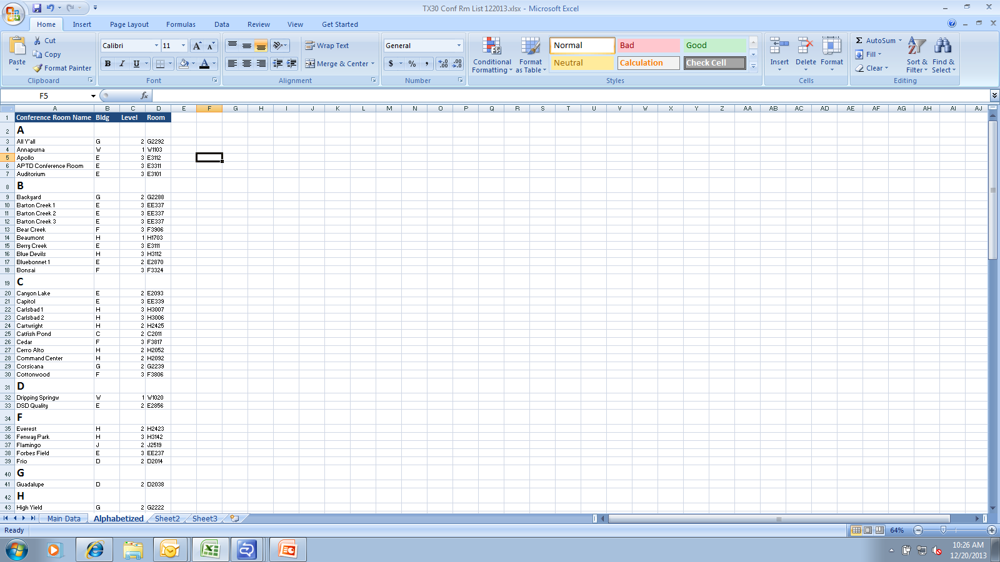 TX30 Conf Rm List 122013.xlsx - Microsoft Excel
Home Insert Page Layout Formulas Data Review View Get Started
Paste Cut Copy Format Painter
Clipboard
Calibri 11
B I U A
Font
Wrap Text
Merge & Center
Alignment
General
$ % ,
Number
Conditional Formatting Format as Table
Normal Bad Good
Neutral Calculation Check Cell
Styles
Insert Delete Format
Cells
Σ AutoSum
Fill
Clear
Sort & Filter Find & Select
Editing
F5 fx
A B C D E F G H I J K L M N O P Q R S T U V W X Y Z AA AB AC AD AE AF AG AH AI AJ
1 Conference Room Name Bldg Level Room
2 A
3 All Y'all G 2 G2292
4 Annapurna W 1 W1103
5 Apollo E 3 E3112
6 APTD Conference Room E 3 E3311
7 Auditorium E 3 E3101
8 B
9 Backyard G 2 G2288
10 Barton Creek 1 E 3 EE337
11 Barton Creek 2 E 3 EE337
12 Barton Creek 3 E 3 EE337
13 Bear Creek F 3 F3906
14 Beaumont H 1 H1703
15 Berry Creek E 3 E3111
16 Blue Devils H 3 H3112
17 Bluebonnet 1 E 2 E2870
18 Bonsai F 3 F3324
19 C
20 Canyon Lake E 2 E2093
21 Capitol E 3 EE339
22 Carlsbad 1 H 3 H3007
23 Carlsbad 2 H 3 H3006
24 Cartwright H 2 H2425
25 Catfish Pond C 2 C2011
26 Cedar F 3 F3817
27 Cerro Alto H 2 H2052
28 Command Center H 2 H2092
29 Corsicana G 2 G2239
30 Cottonwood F 3 F3806
31 D
32 Dripping Springw W 1 W1020
33 DSD Quality E 2 E2856
34 F
35 Everest H 2 H2423
36 Fenway Park H 3 H3142
37 Flamingo J 2 J2519
38 Forbes Field E 3 EE237
39 Frio D 2 D2014
40 G
41 Guadalupe D 2 D2038
42 H
43 High Yield G 2 G2222
Main Data Alphabetized Sheet2 Sheet3
Ready 64%
10:26 AM
12/20/2013